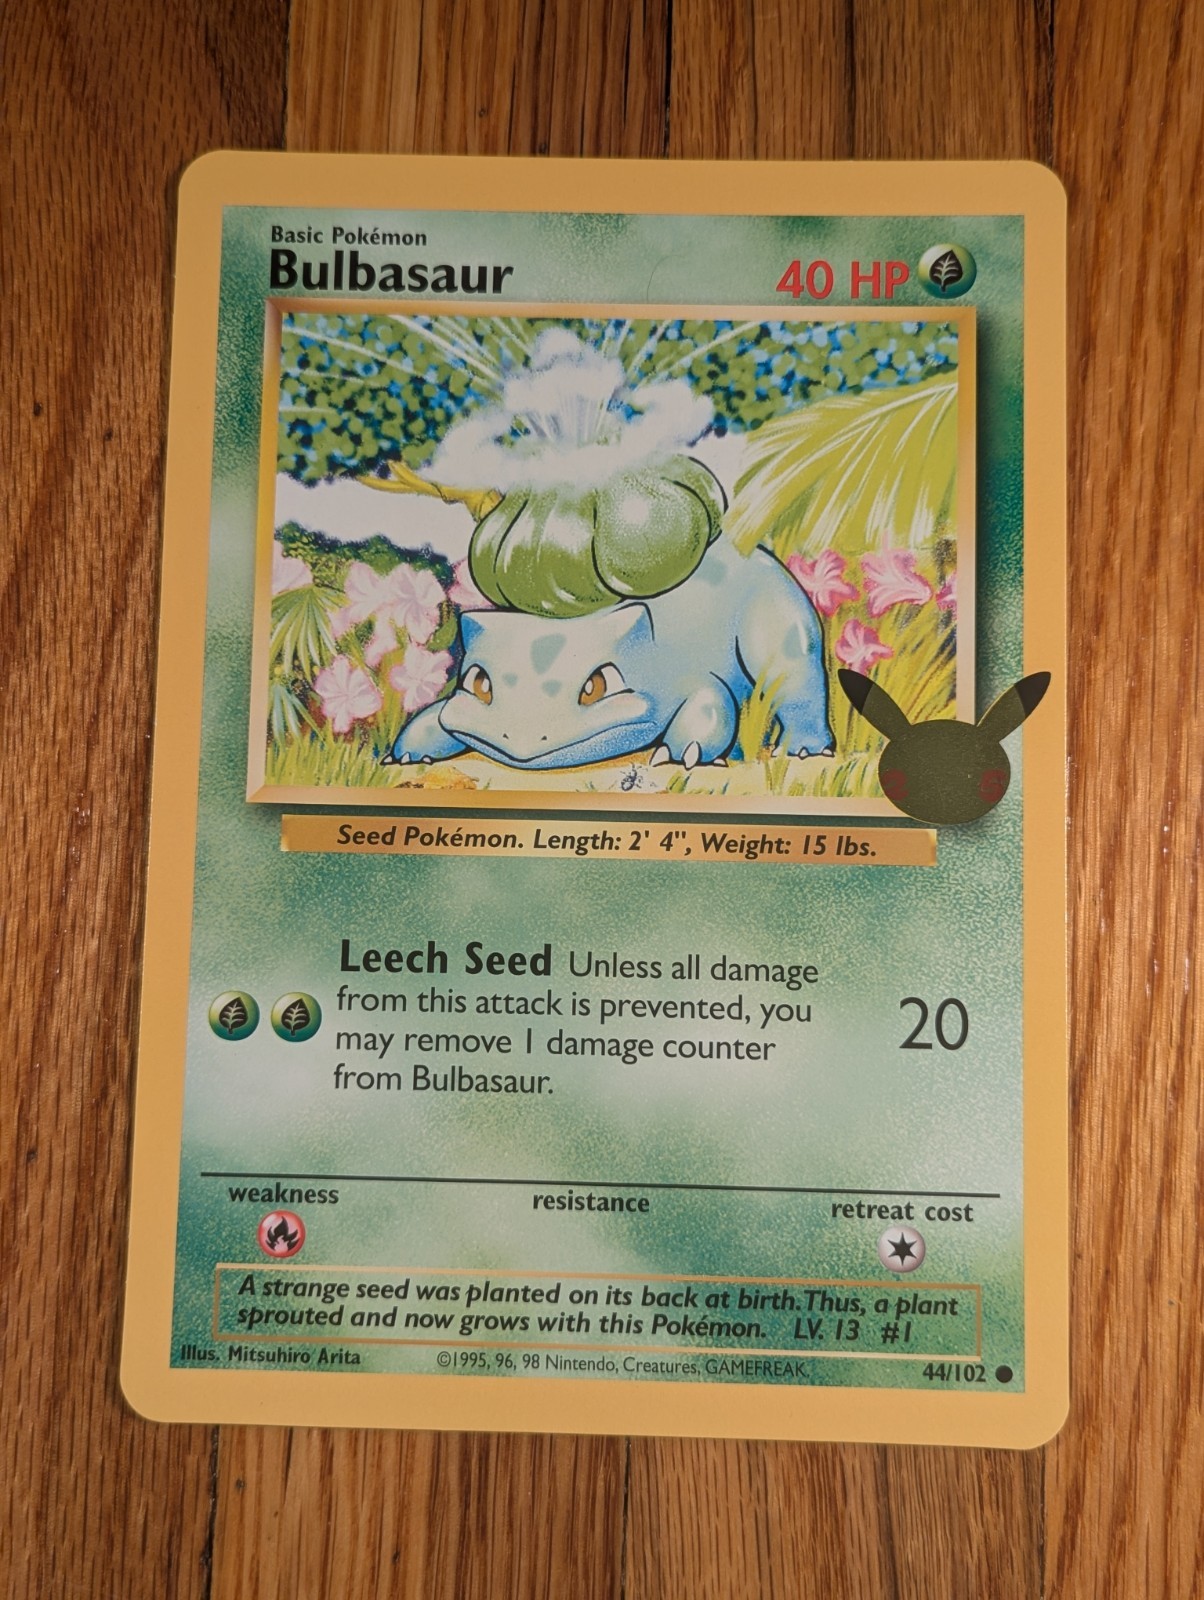 Basic Pokémon
Bulbasaur
40 HP
Seed Pokémon. Length: 2' 4", Weight: 15 lbs.
Leech Seed Unless all damage
from this attack is prevented, you
may remove 1 damage counter
from Bulbasaur.
20
weakness
resistance
retreat cost
A strange seed was planted on its back at birth. Thus, a plant
sprouted and now grows with this Pokémon. LV. 13 #1
Illus. Mitsuhiro Arita
©1995, 96, 98 Nintendo, Creatures, GAMEFREAK.
44/102